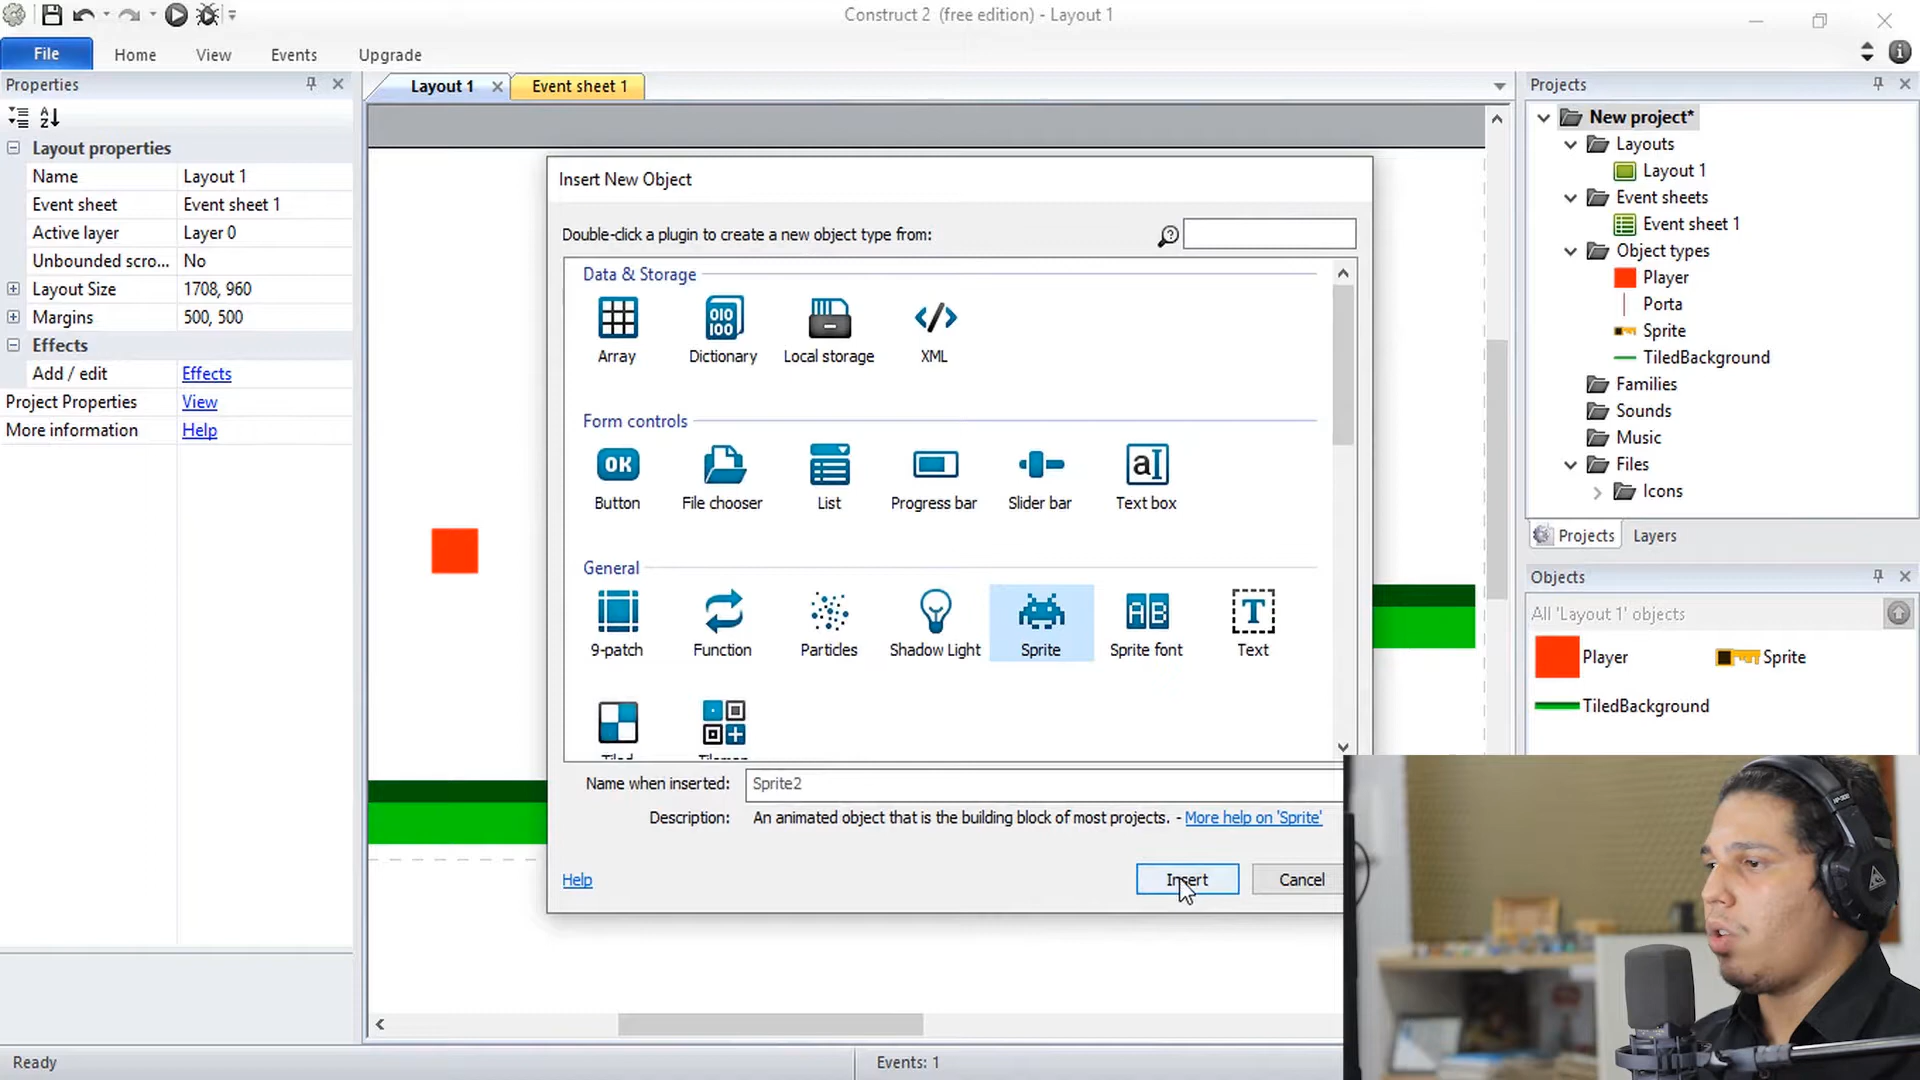 Construct 2 (free edition) - Layout 1
File Home View Events Upgrade
Properties
Layout properties
Name Layout 1
Event sheet Event sheet 1
Active layer Layer 0
Unbounded scro... No
Layout Size 1708, 960
Margins 500, 500
Effects
Add / edit Effects
Project Properties View
More information Help
Layout 1 Event sheet 1
Insert New Object
Double-click a plugin to create a new object type from:
Data & Storage
Array Dictionary Local storage XML
Form controls
Button File chooser List Progress bar Slider bar Text box
General
9-patch Function Particles Shadow Light Sprite Sprite font Text
Name when inserted: Sprite2
Description: An animated object that is the building block of most projects. - More help on 'Sprite'
Help Insert Cancel
Projects
New project*
Layouts
Layout 1
Event sheets
Event sheet 1
Object types
Player
Porta
Sprite
TiledBackground
Families
Sounds
Music
Files
Icons
Projects Layers
Objects
All 'Layout 1' objects
Player Sprite
TiledBackground
Ready Events: 1